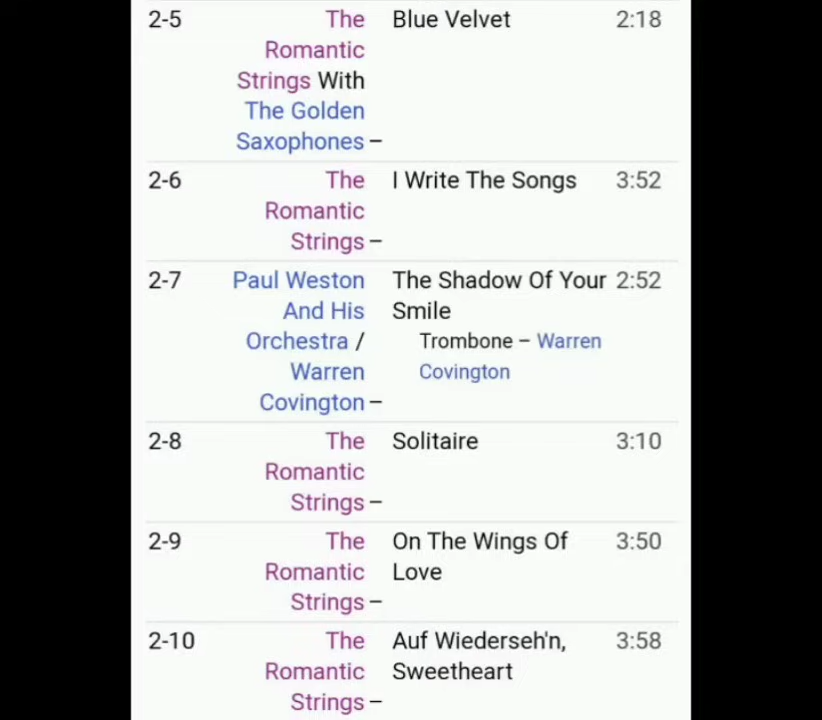 2-5 The Blue Velvet 2:18
Romantic
Strings With
The Golden
Saxophones –
2-6 The I Write The Songs 3:52
Romantic
Strings –
2-7 Paul Weston The Shadow Of Your 2:52
And His Smile
Orchestra / Trombone – Warren
Warren Covington
Covington –
2-8 The Solitaire 3:10
Romantic
Strings –
2-9 The On The Wings Of 3:50
Romantic Love
Strings –
2-10 The Auf Wiederseh'n, 3:58
Romantic Sweetheart
Strings –